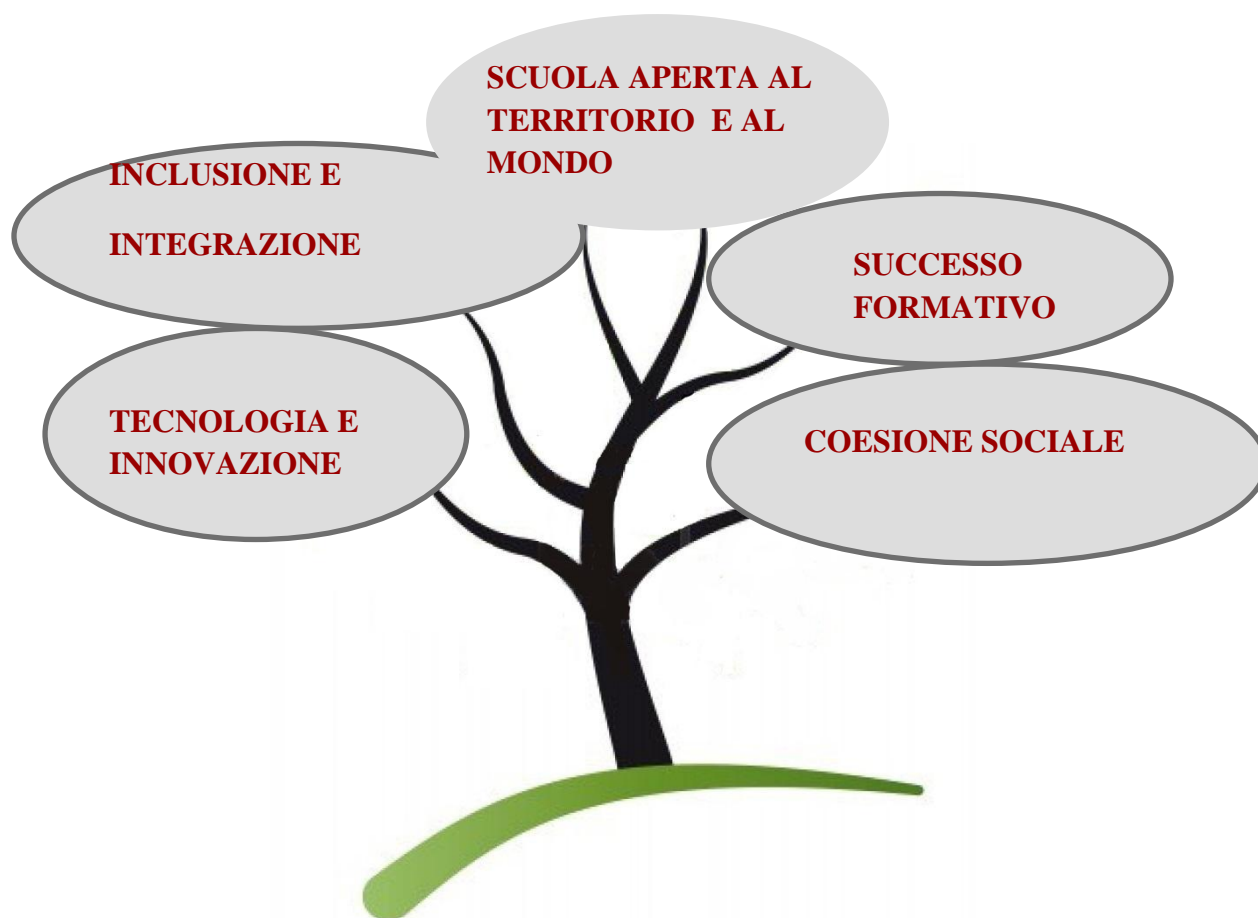 SCUOLA APERTA AL
TERRITORIO E AL
MONDO
INCLUSIONE E
INTEGRAZIONE
SUCCESSO
FORMATIVO
TECNOLOGIA E
INNOVAZIONE
COESIONE SOCIALE